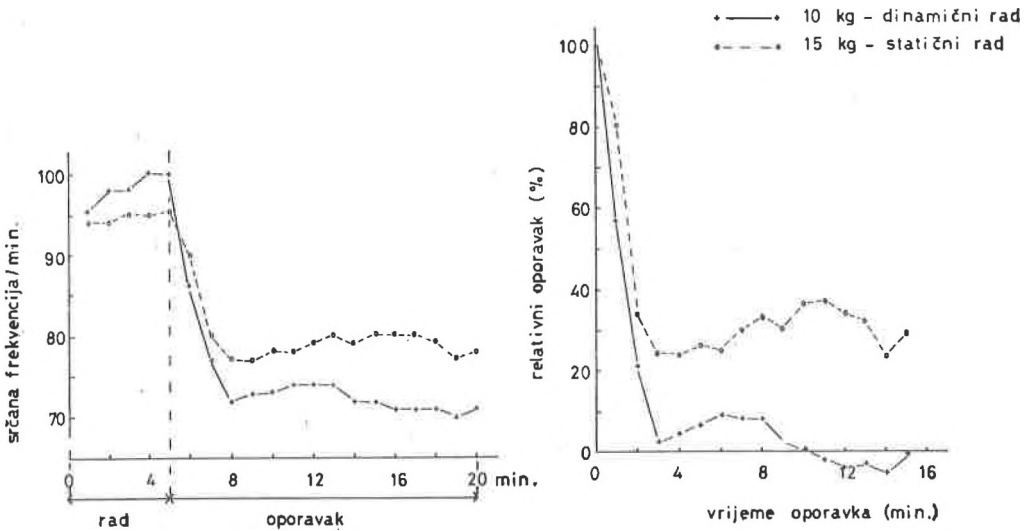 100
90
80
70
srčana frekvencija/min.
0
4
8
12
16
20 min.
rad
oporavak
10 kg – dinamični rad
15 kg – statični rad
100
80
60
40
20
0
relativni oporavak (%)
0
4
8
12
16
vrijeme oporavka (min.)